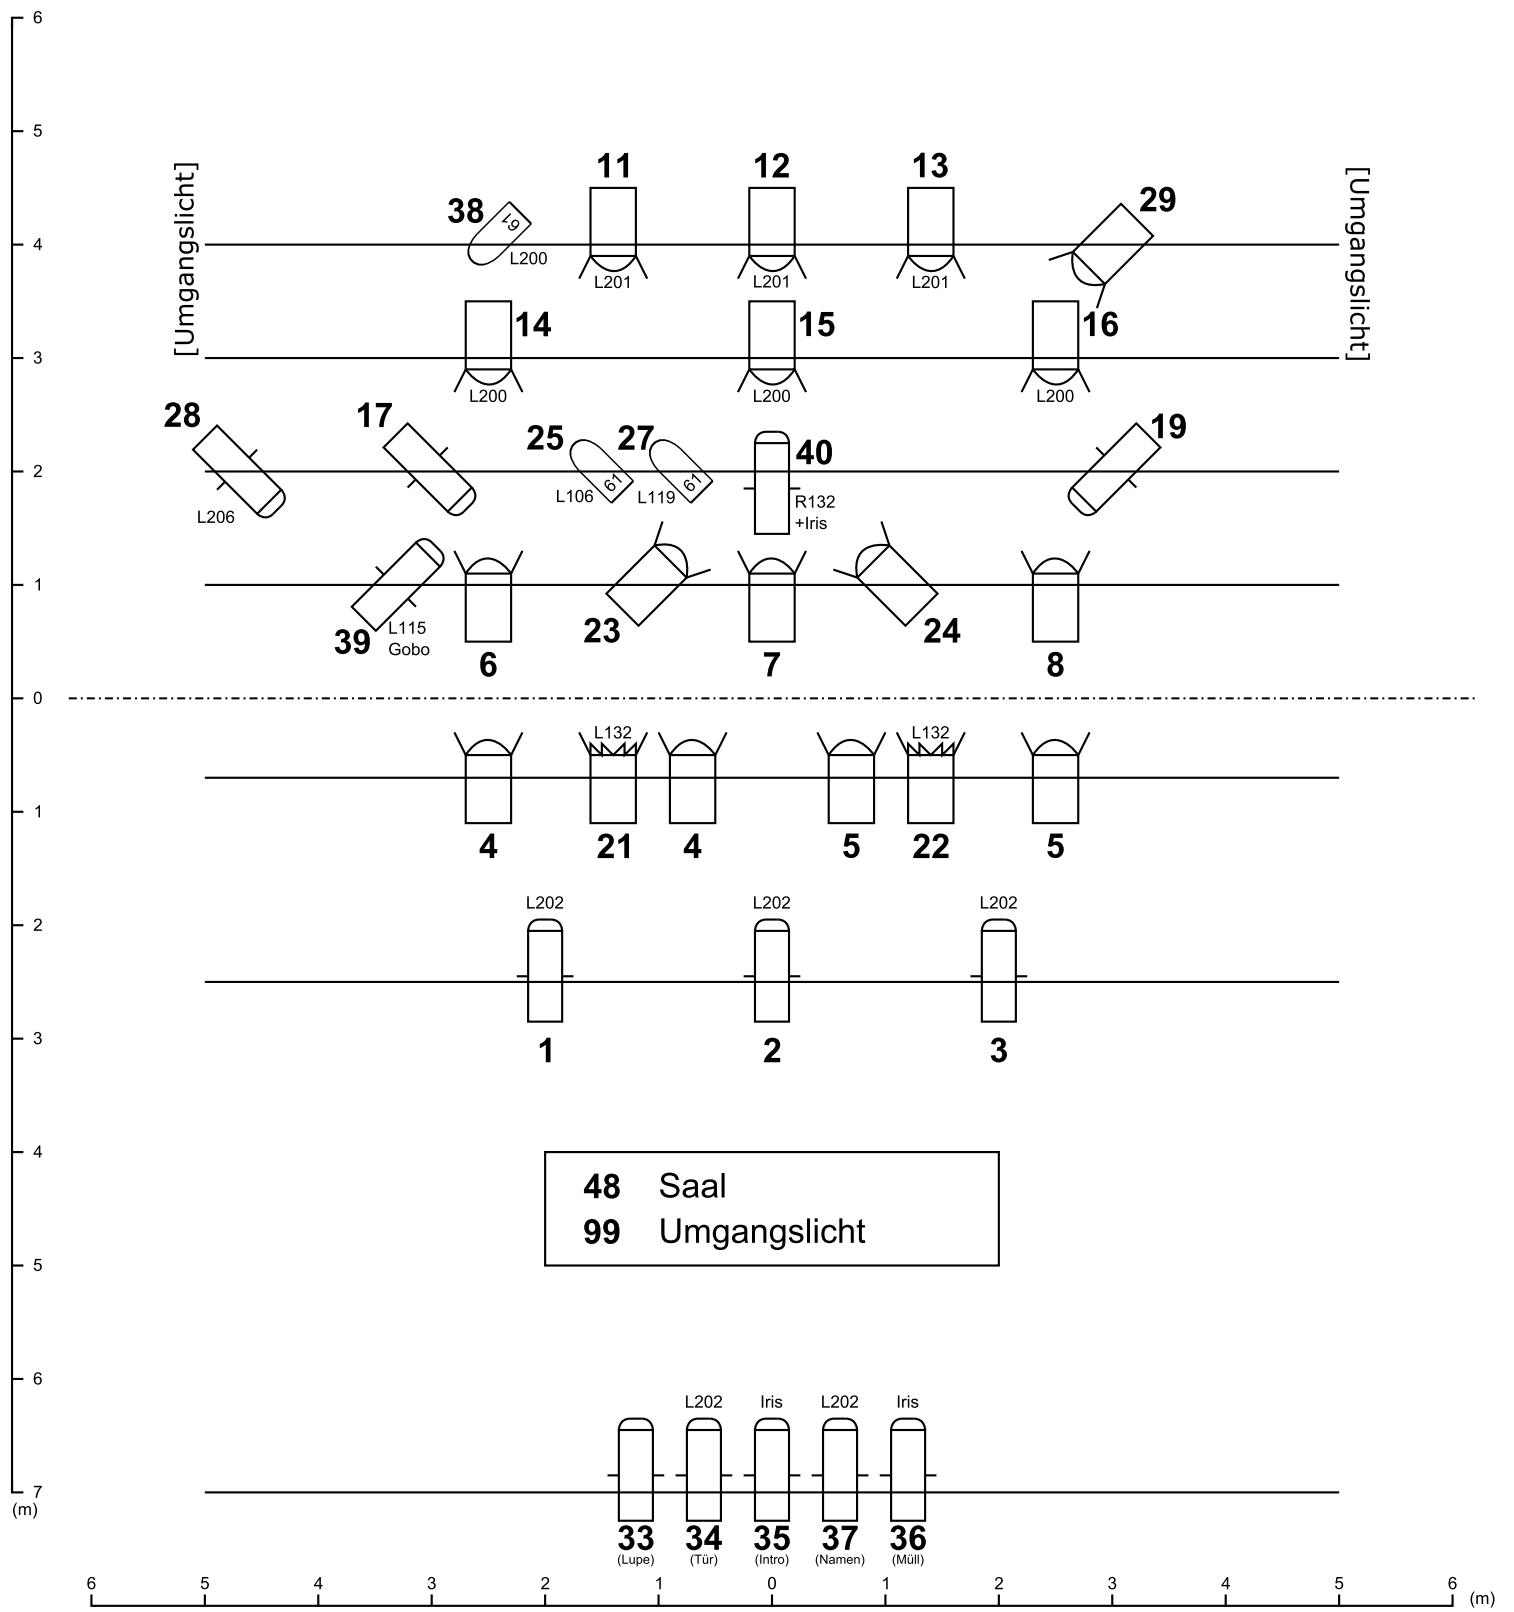 6
5
[Umgangslicht]
11
12
13
[Umgangslicht]
29
38
61
4
L200
L201
L201
L201
14
15
16
3
L200
L200
L200
28
17
25
27
40
19
2
61
61
L206
L106
L119
R132
+Iris
1
39
L115
Gobo
6
23
7
24
8
0
L132
L132
1
4
21
4
5
22
5
L202
L202
L202
2
3
1
2
3
4
48 Saal
99 Umgangslicht
5
6
L202
Iris
L202
Iris
7
(m)
33
34
35
37
36
(Lupe)
(Tür)
(Intro)
(Namen)
(Müll)
6 5 4 3 2 1 0 1 2 3 4 5 6 (m)